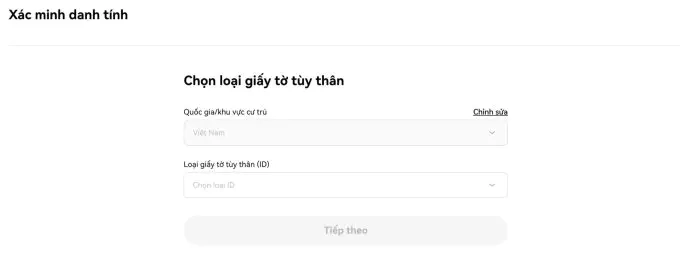 Xác minh danh tính
Chọn loại giấy tờ tùy thân
Quốc gia/khu vực cư trú
Chỉnh sửa
Việt Nam
Loại giấy tờ tùy thân (ID)
Chọn loại ID
Tiếp theo